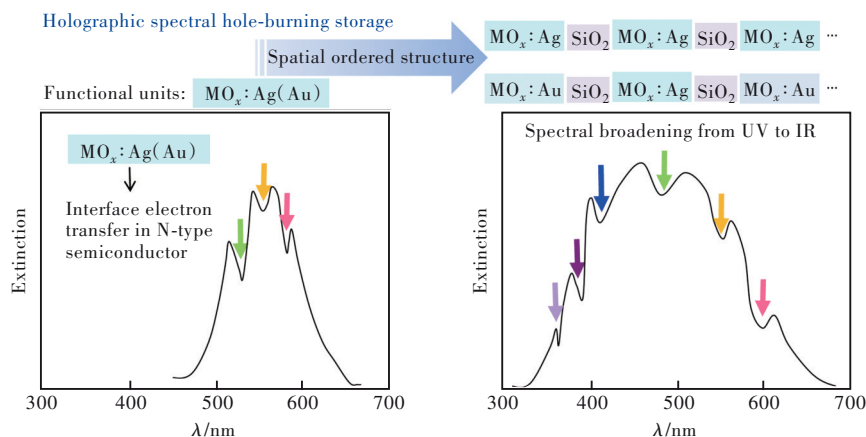 Holographic spectral hole-burning storage
Spatial ordered structure
MOₓ:Ag SiO₂ MOₓ:Ag SiO₂ MOₓ:Ag ···
MOₓ:Au SiO₂ MOₓ:Ag SiO₂ MOₓ:Au ···
Functional units: MOₓ:Ag(Au)
MOₓ:Ag(Au)
Interface electron
transfer in N-type
semiconductor
Extinction
300 400 500 600 700
λ/nm
Spectral broadening from UV to IR
Extinction
300 400 500 600 700
λ/nm